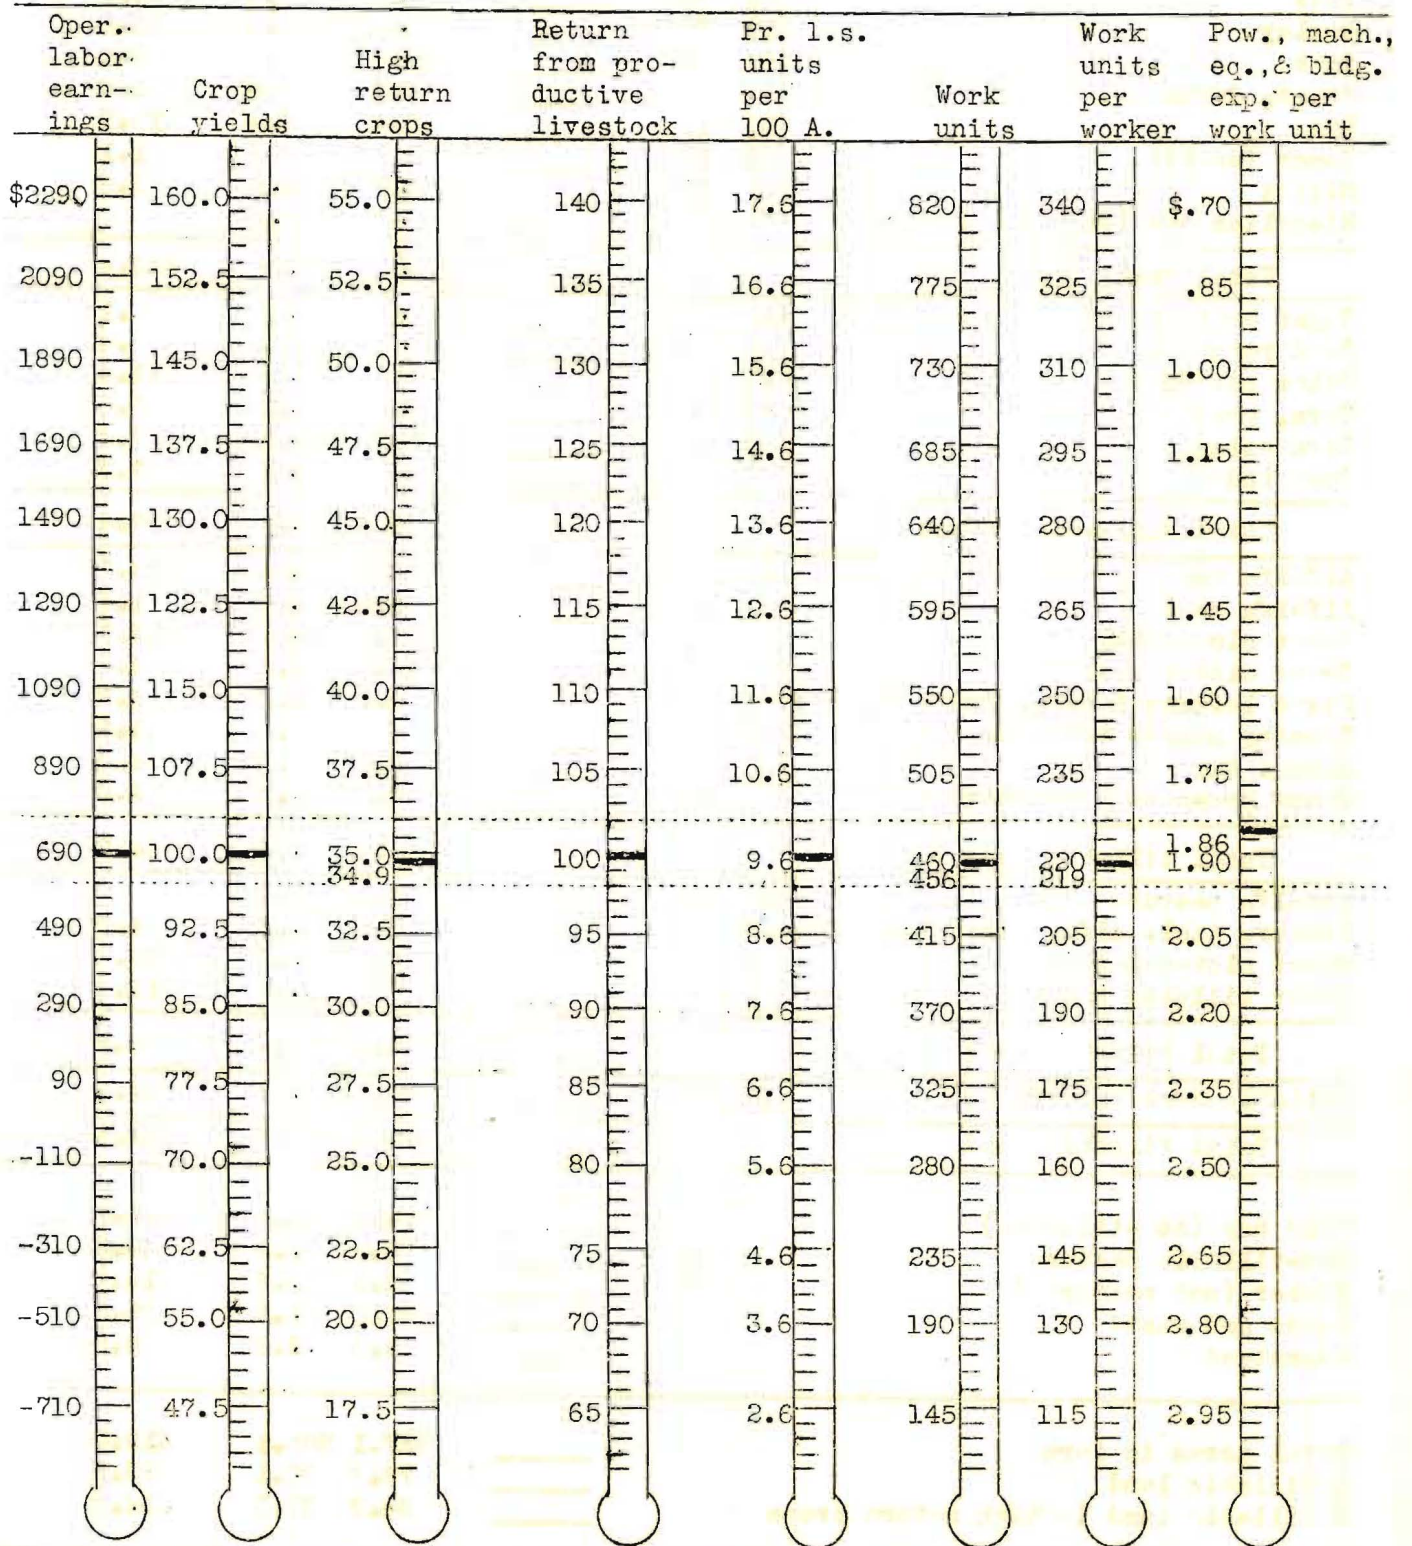 Oper. Return Pr. l.s. Work Pow., mach.,
labor High from pro- units units eq.,& bldg.
earn- Crop return ductive per Work per exp. per
ings yields crops livestock 100 A. units worker work unit
$2290 160.0 55.0 140 17.6 820 340 $.70
2090 152.5 52.5 135 16.6 775 325 .85
1890 145.0 50.0 130 15.6 730 310 1.00
1690 137.5 47.5 125 14.6 685 295 1.15
1490 130.0 45.0 120 13.6 640 280 1.30
1290 122.5 42.5 115 12.6 595 265 1.45
1090 115.0 40.0 110 11.6 550 250 1.60
890 107.5 37.5 105 10.6 505 235 1.75
1.86
690 100.0 35.0 100 9.6 460 220 1.90
34.9 456 219
490 92.5 32.5 95 8.6 415 205 2.05
290 85.0 30.0 90 7.6 370 190 2.20
90 77.5 27.5 85 6.6 325 175 2.35
-110 70.0 25.0 80 5.6 280 160 2.50
-310 62.5 22.5 75 4.6 235 145 2.65
-510 55.0 20.0 70 3.6 190 130 2.80
-710 47.5 17.5 65 2.6 145 115 2.95